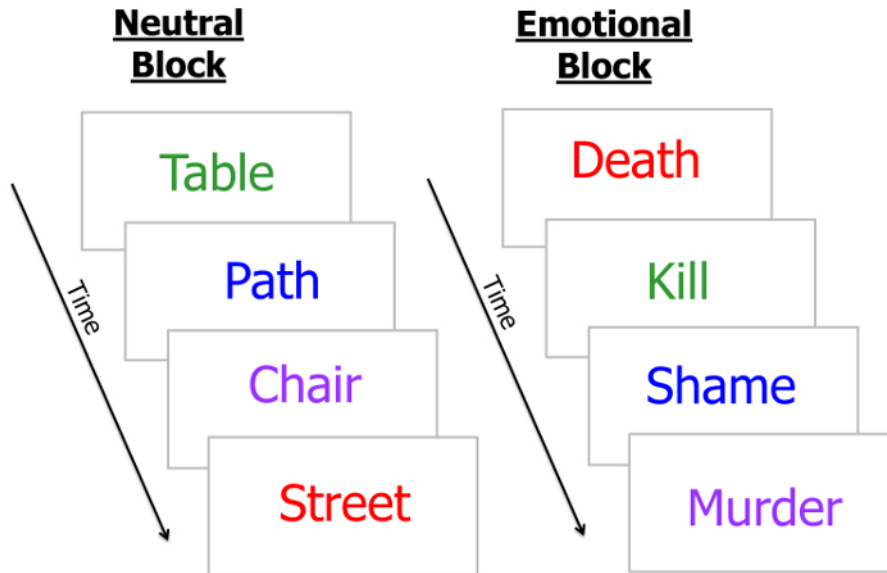 Neutral
Block
Table
Path
Chair
Street
Time
Emotional
Block
Death
Kill
Shame
Murder
Time